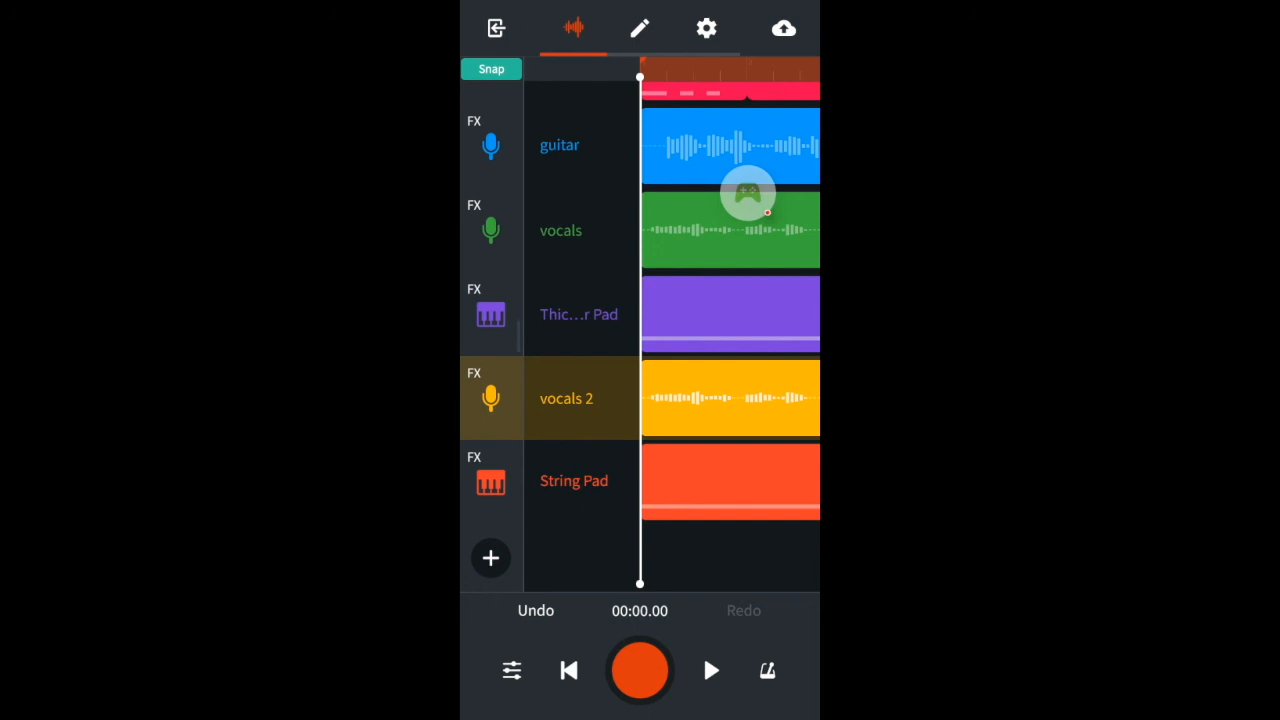 Snap
FX
guitar
FX
vocals
FX
Thic...r Pad
FX
vocals 2
FX
String Pad
Undo 00:00.00 Redo